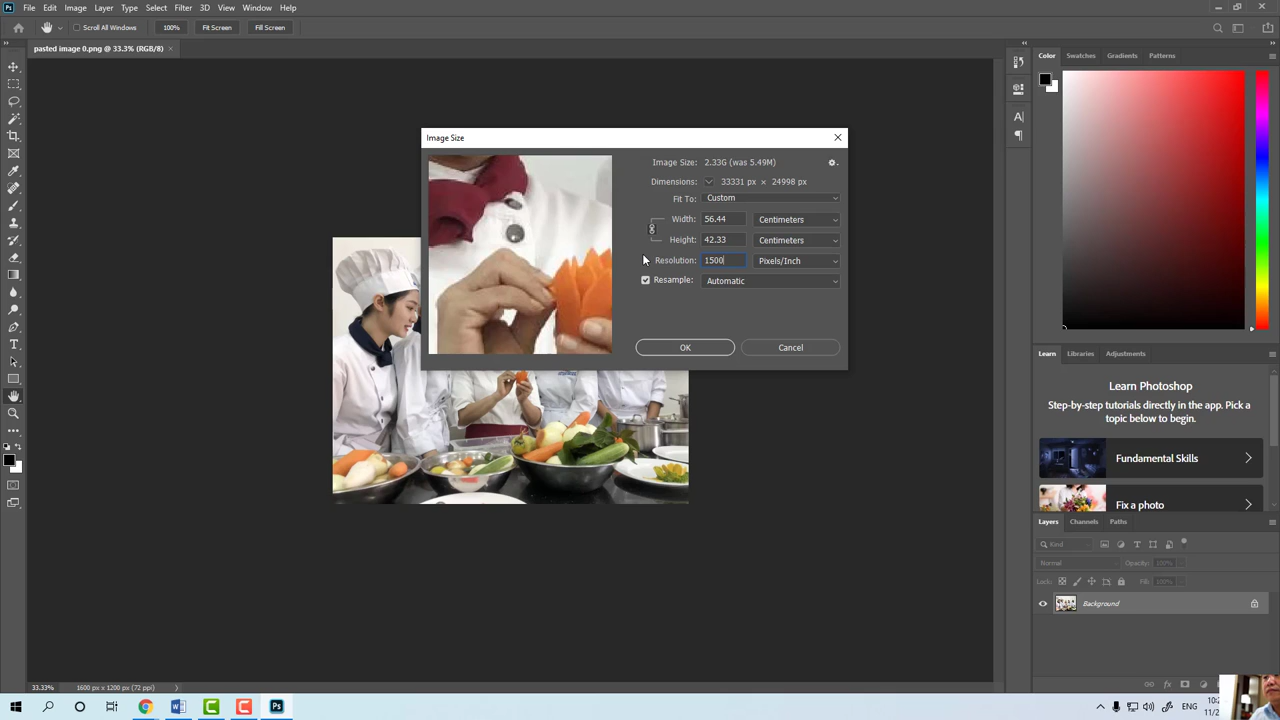 Ps File Edit Image Layer Type Select Filter 3D View Window Help
Scroll All Windows 100% Fit Screen Fill Screen
pasted image 0.png @ 33.3% (RGB/8) ×
Image Size
Image Size: 2.33G (was 5.49M)
Dimensions: 33331 px × 24998 px
Fit To: Custom
Width: 56.44 Centimeters
Height: 42.33 Centimeters
Resolution: 1500 Pixels/Inch
Resample: Automatic
OK Cancel
Color Swatches Gradients Patterns
Learn Libraries Adjustments
Learn Photoshop
Step-by-step tutorials directly in the app. Pick a topic below to begin.
Fundamental Skills
Fix a photo
Layers Channels Paths
Kind
Normal Opacity: 100%
Lock: Fill: 100%
Background
33.33% 1600 px x 1200 px (72 ppi)
ENG